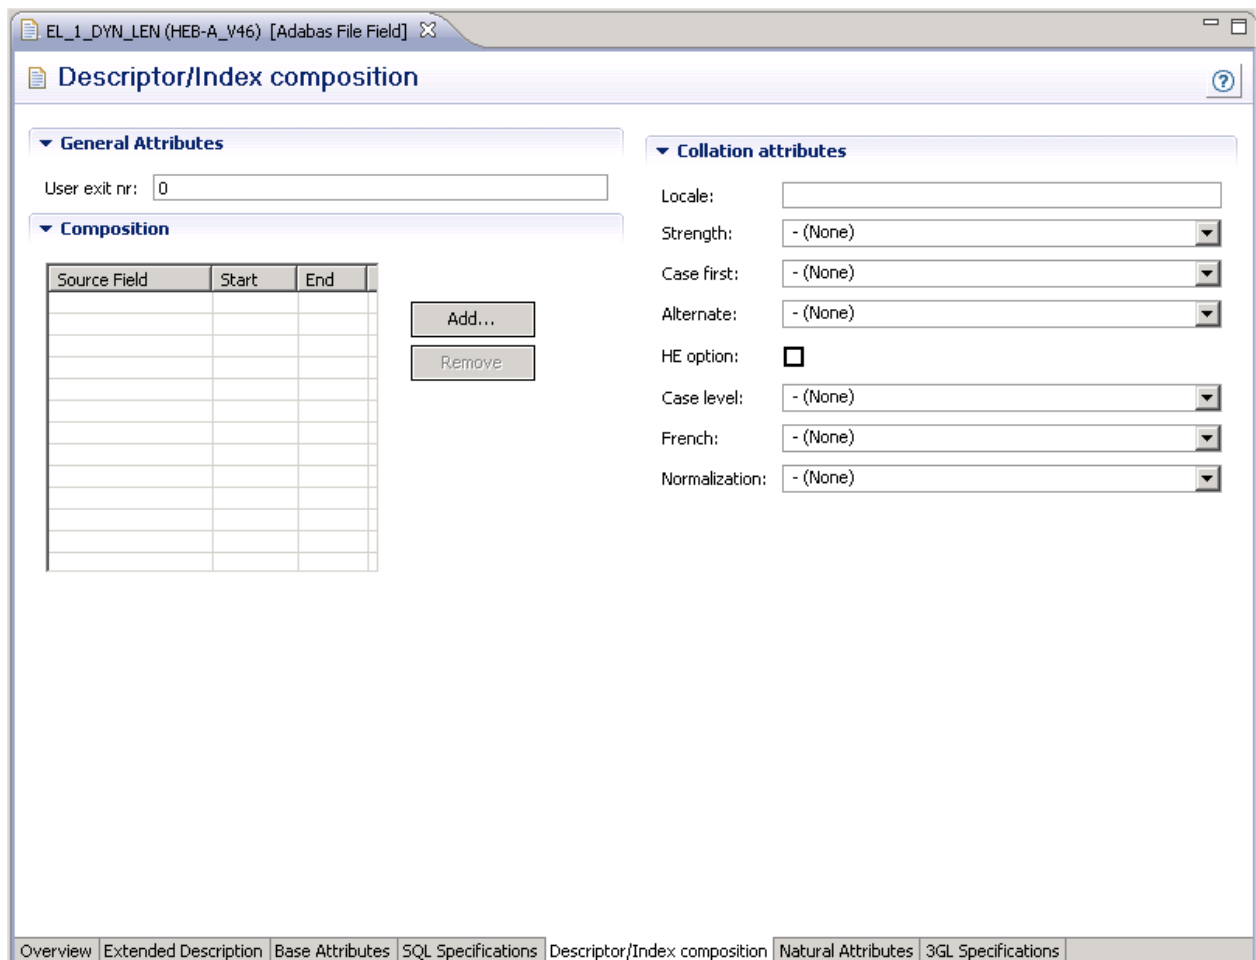 EL_1_DYN_LEN (HEB-A_V46) [Adabas File Field]
Descriptor/Index composition
General Attributes
User exit nr: 0
Composition
Source Field Start End
Add...
Remove
Collation attributes
Locale:
Strength: - (None)
Case first: - (None)
Alternate: - (None)
HE option:
Case level: - (None)
French: - (None)
Normalization: - (None)
Overview Extended Description Base Attributes SQL Specifications Descriptor/Index composition Natural Attributes 3GL Specifications